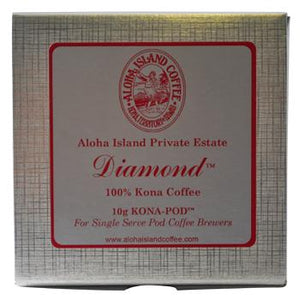 ALOHA ISLAND COFFEE
Aloha Island Private Estate
Diamond™
100% Kona Coffee
10g KONA-POD™
For Single Serve Pod Coffee Brewers
www.alohaislandcoffee.com